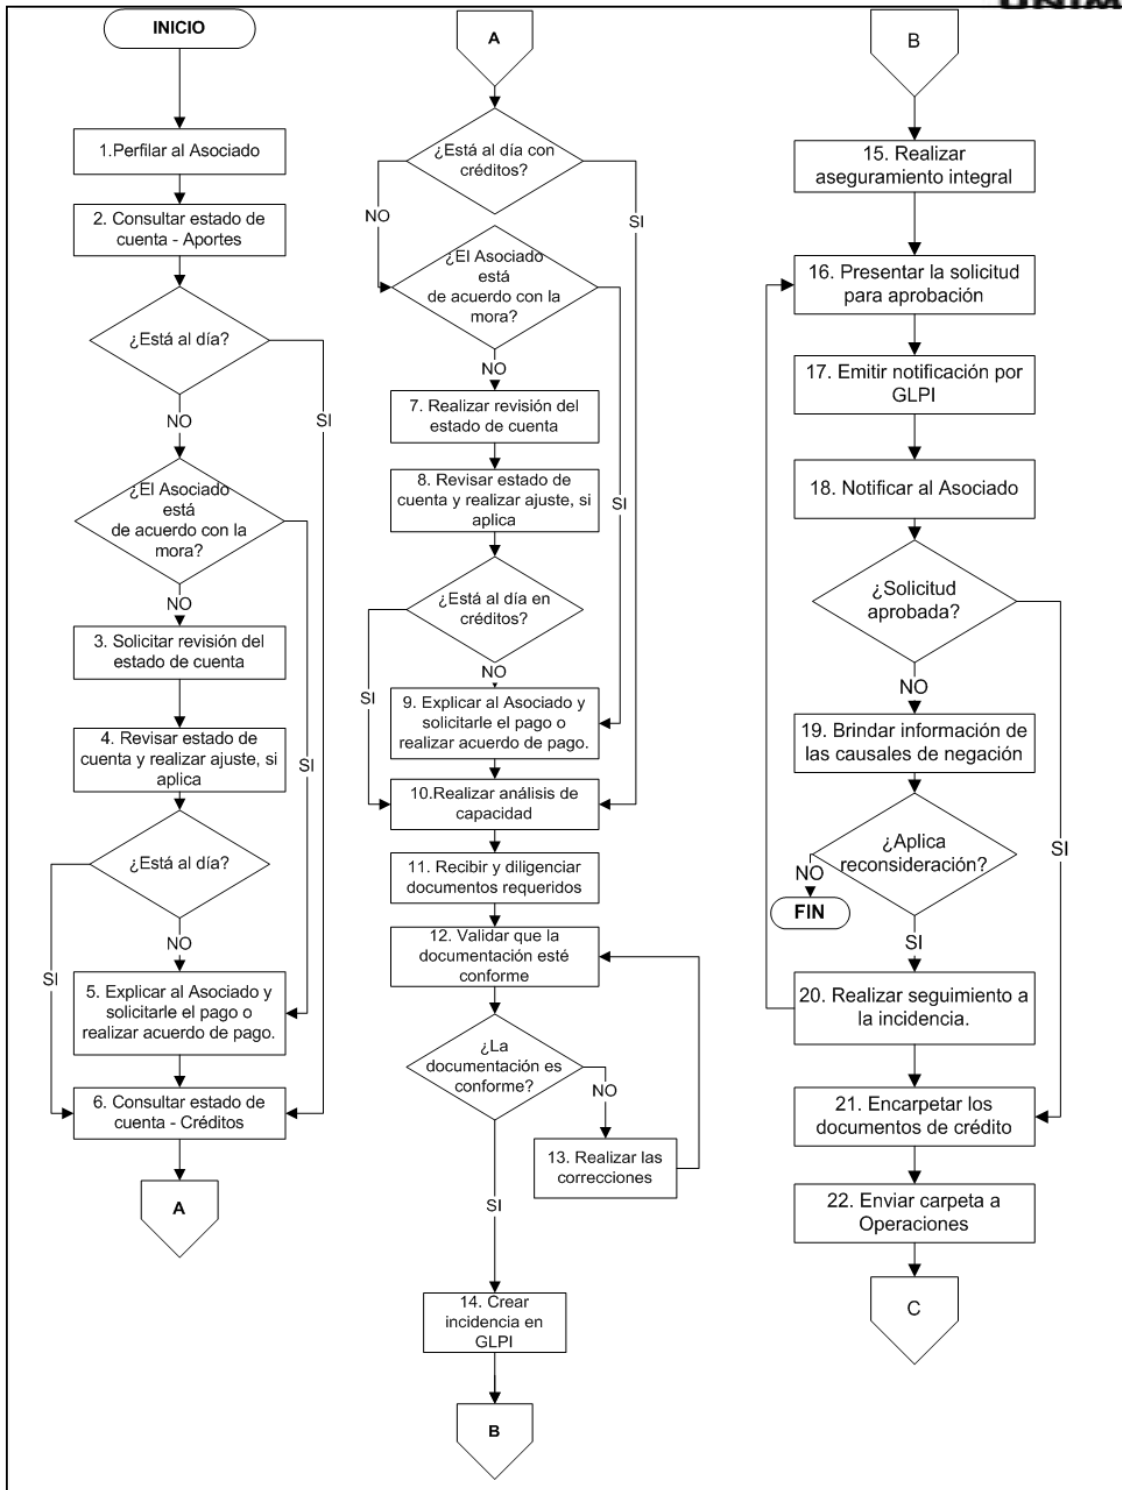 INICIO
1.Perfilar al Asociado
2. Consultar estado de
cuenta - Aportes
¿Está al día?
SI
NO
¿El Asociado
está
de acuerdo con la
mora?
NO
3. Solicitar revisión del
estado de cuenta
4. Revisar estado de
cuenta y realizar ajuste, si
aplica
SI
¿Está al día?
NO
SI
5. Explicar al Asociado y
solicitarle el pago o
realizar acuerdo de pago.
6. Consultar estado de
cuenta - Créditos
A
A
¿Está al día con
créditos?
NO
SI
¿El Asociado
está
de acuerdo con la
mora?
NO
7. Realizar revisión del
estado de cuenta
8. Revisar estado de
cuenta y realizar ajuste, si
aplica
SI
¿Está al día en
créditos?
NO
SI
9. Explicar al Asociado y
solicitarle el pago o
realizar acuerdo de pago.
10.Realizar análisis de
capacidad
11. Recibir y diligenciar
documentos requeridos
12. Validar que la
documentación esté
conforme
¿La
documentación es
conforme?
NO
13. Realizar las
correcciones
SI
14. Crear
incidencia en
GLPI
B
B
15. Realizar
aseguramiento integral
16. Presentar la solicitud
para aprobación
17. Emitir notificación por
GLPI
18. Notificar al Asociado
¿Solicitud
aprobada?
NO
19. Brindar información de
las causales de negación
SI
¿Aplica
reconsideración?
NO
FIN
SI
20. Realizar seguimiento a
la incidencia.
21. Encarpetar los
documentos de crédito
22. Enviar carpeta a
Operaciones
C